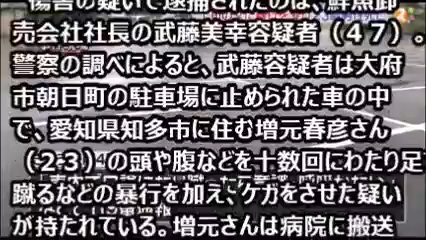 傷害の疑いで逮捕されたのは、鮮魚卸
売会社社長の武藤美幸容疑者（４７）。
警察の調べによると、武藤容疑者は大府
市朝日町の駐車場に止められた車の中
で、愛知県知多市に住む増元春彦さん
（２３）の頭や腹などを十数回にわたり足で
蹴るなどの暴行を加え、ケガをさせた疑い
が持たれている。増元さんは病院に搬送